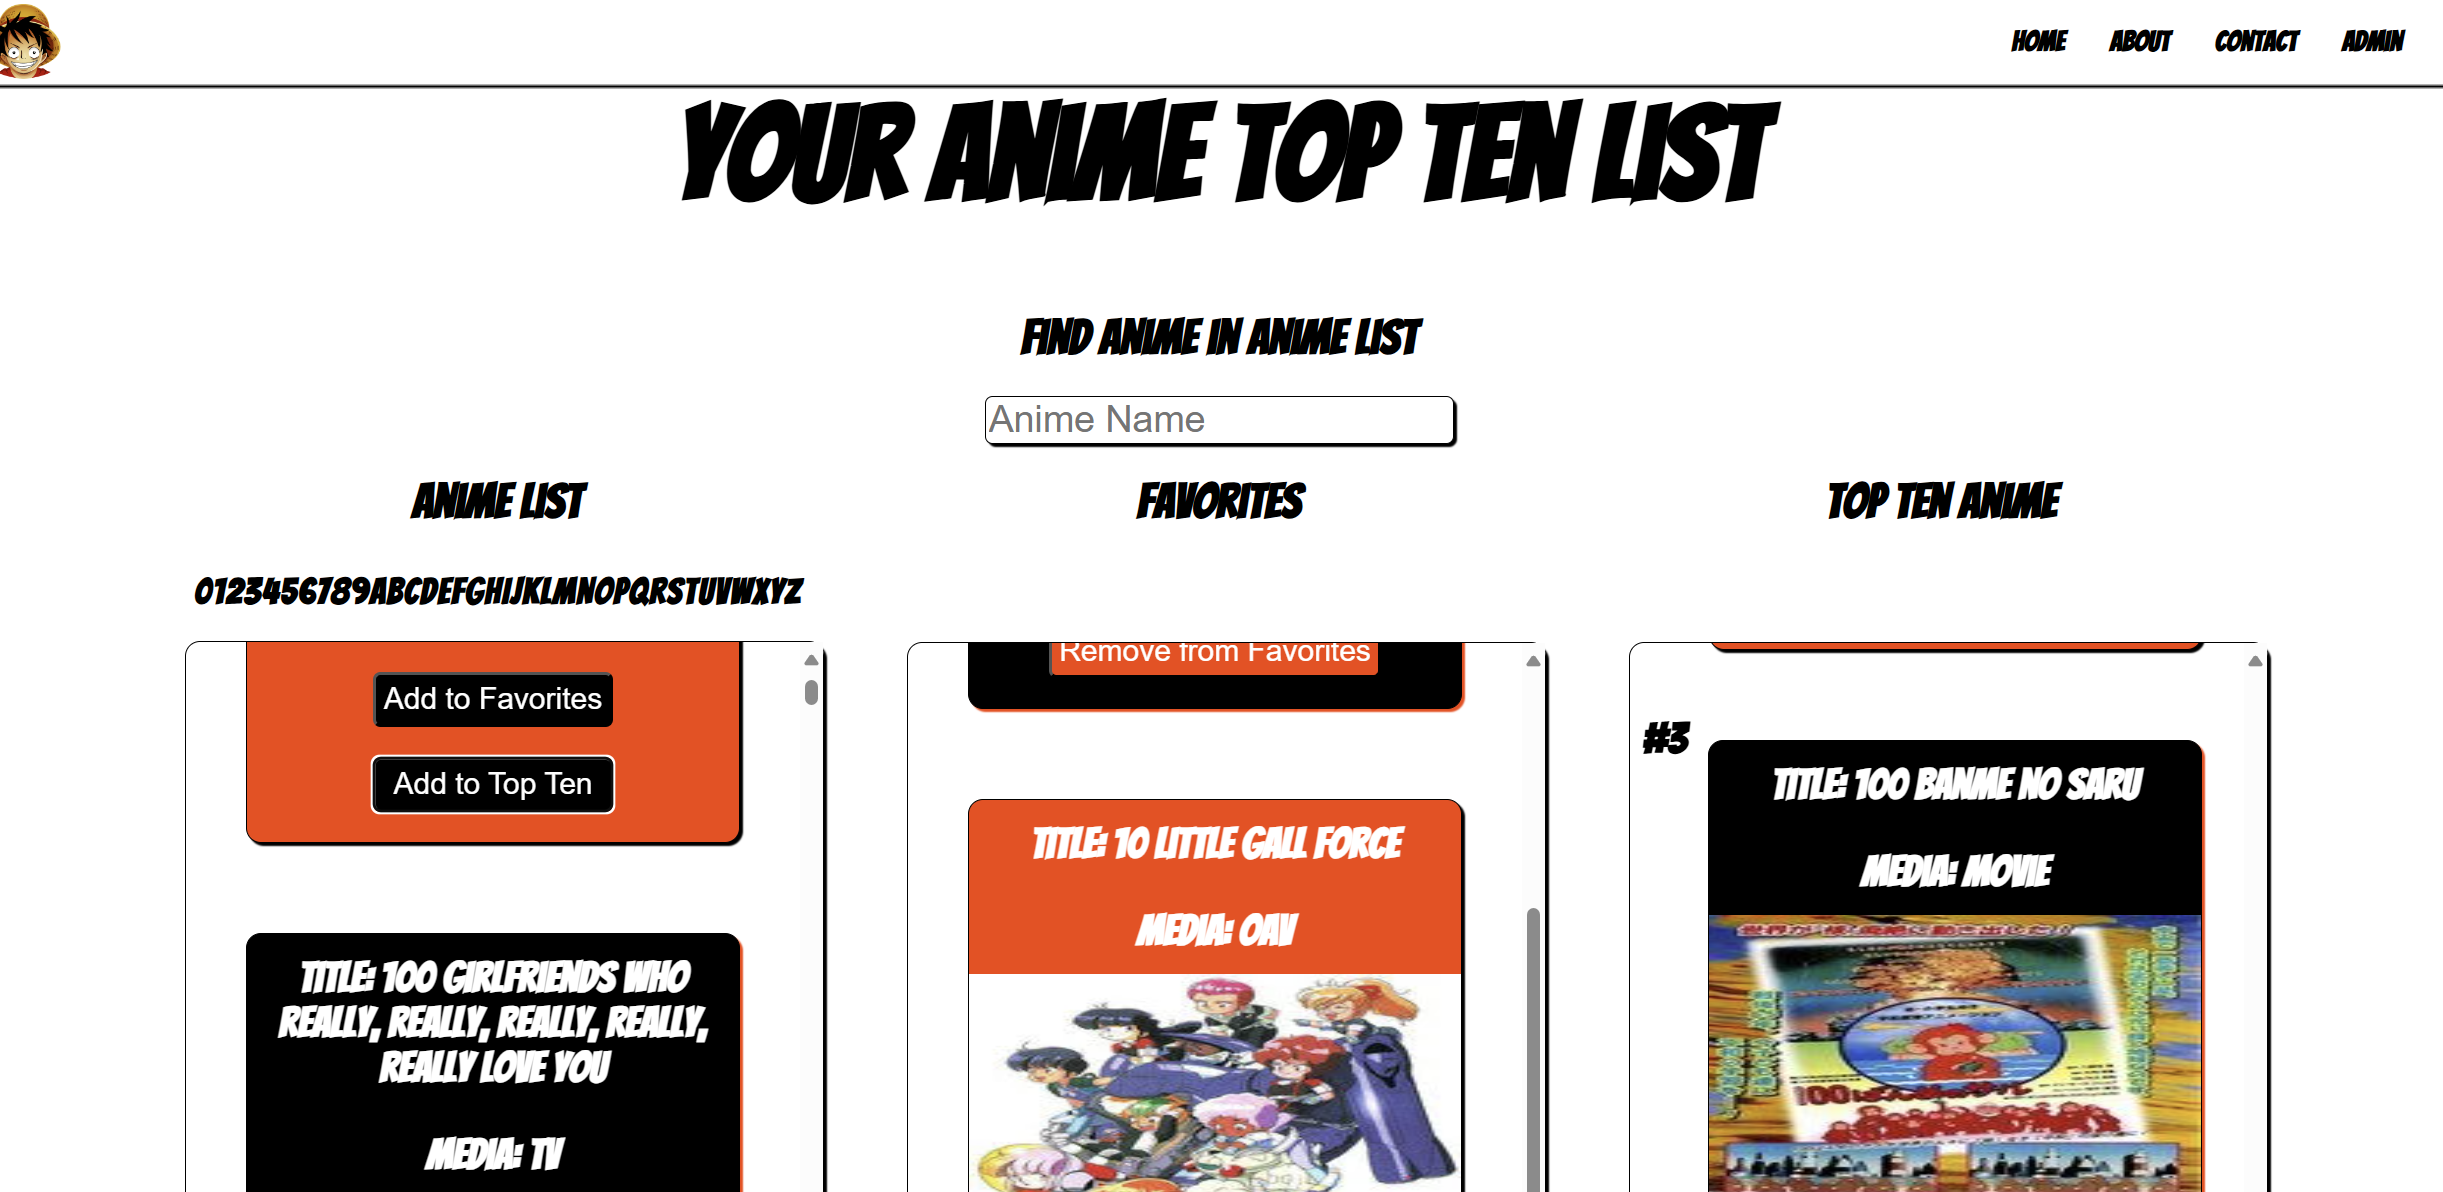 HOME ABOUT CONTACT ADMIN
YOUR ANIME TOP TEN LIST
FIND ANIME IN ANIME LIST
Anime Name
ANIME LIST
0123456789ABCDEFGHIJKLMNOPQRSTUVWXYZ
Add to Favorites
Add to Top Ten
TITLE: 100 GIRLFRIENDS WHO
REALLY, REALLY, REALLY, REALLY,
REALLY LOVE YOU
MEDIA: TV
FAVORITES
Remove from Favorites
TITLE: 10 LITTLE GALL FORCE
MEDIA: OAV
TOP TEN ANIME
#3
TITLE: 100 BANME NO SARU
MEDIA: MOVIE